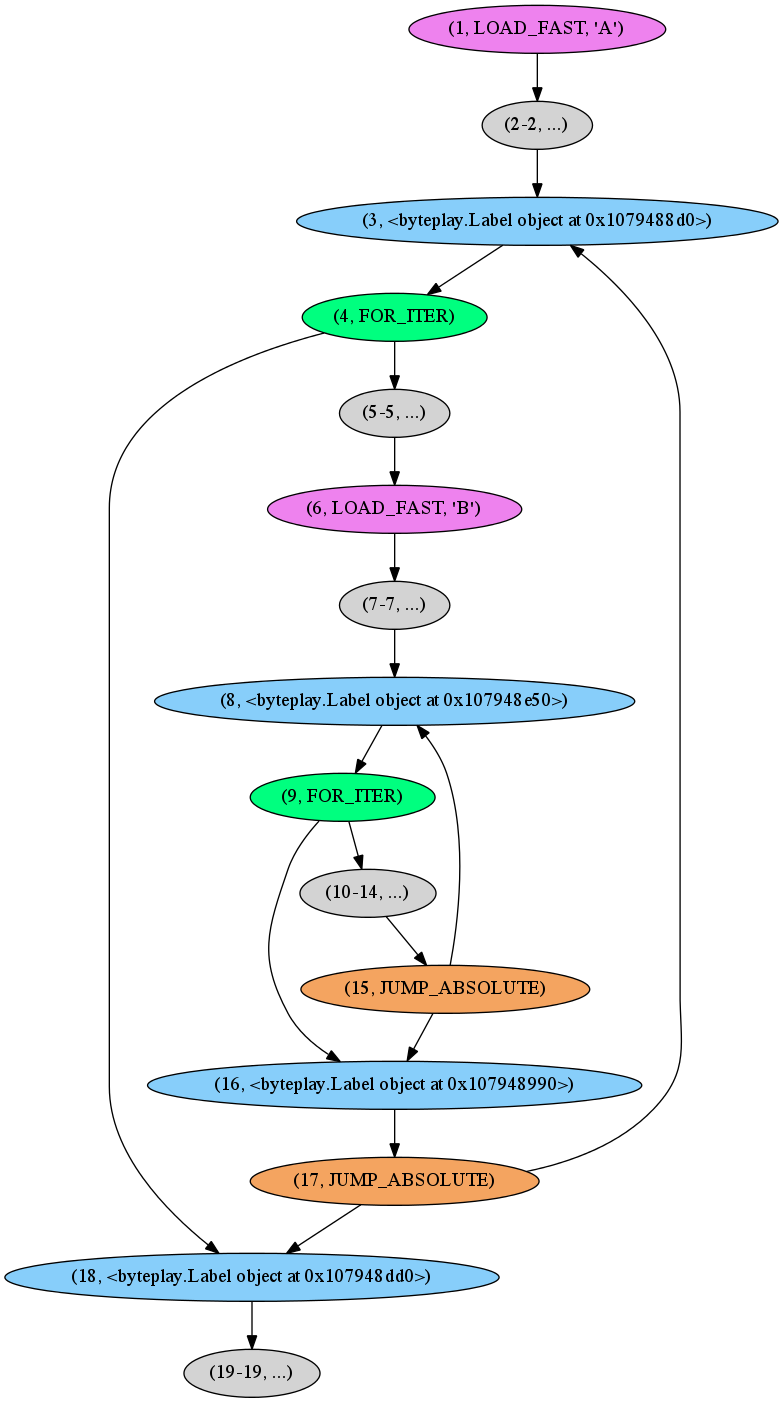 (1, LOAD_FAST, 'A')
(2-2, ...)
(3, <byteplay.Label object at 0x1079488d0>)
(4, FOR_ITER)
(5-5, ...)
(6, LOAD_FAST, 'B')
(7-7, ...)
(8, <byteplay.Label object at 0x107948e50>)
(9, FOR_ITER)
(10-14, ...)
(15, JUMP_ABSOLUTE)
(16, <byteplay.Label object at 0x107948990>)
(17, JUMP_ABSOLUTE)
(18, <byteplay.Label object at 0x107948dd0>)
(19-19, ...)